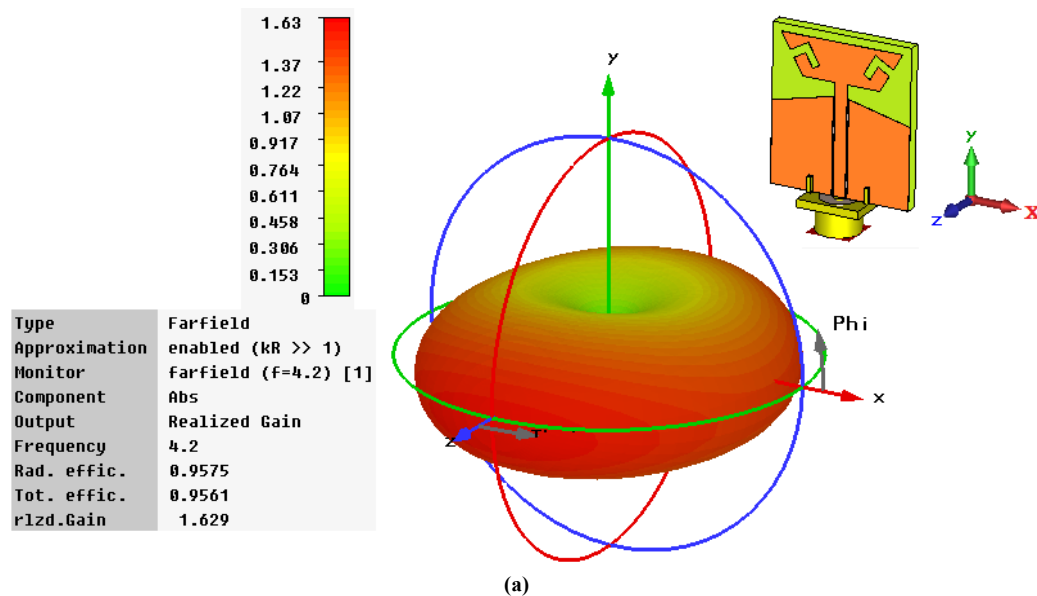 1.63
1.37
1.22
1.07
0.917
0.764
0.611
0.458
0.306
0.153
0
y
x
z
Phi
Y
X
Z
Type Farfield
Approximation enabled (kR >> 1)
Monitor farfield (f=4.2) [1]
Component Abs
Output Realized Gain
Frequency 4.2
Rad. effic. 0.9575
Tot. effic. 0.9561
rlzd.Gain 1.629
(a)